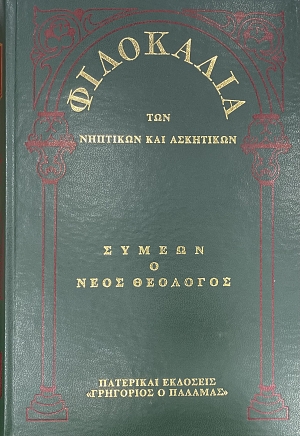 ΦΙΛΟΚΑΛΙΑ
ΤΩΝ
ΝΗΠΤΙΚΩΝ ΚΑΙ ΑΣΚΗΤΙΚΩΝ
ΣΥΜΕΩΝ
Ο
ΝΕΟΣ ΘΕΟΛΟΓΟΣ
ΠΑΤΕΡΙΚΑΙ ΕΚΔΟΣΕΙΣ
«ΓΡΗΓΟΡΙΟΣ Ο ΠΑΛΑΜΑΣ»